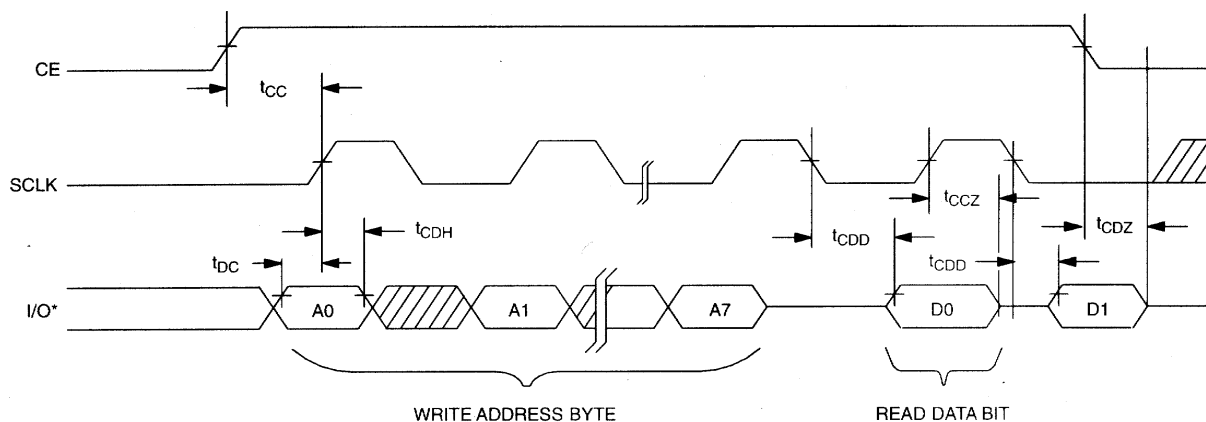 CE
tCC
SCLK
tCCZ
tCDH
tCDD
tCDZ
tDC
tCDD
I/O*
A0
A1
A7
D0
D1
WRITE ADDRESS BYTE
READ DATA BIT